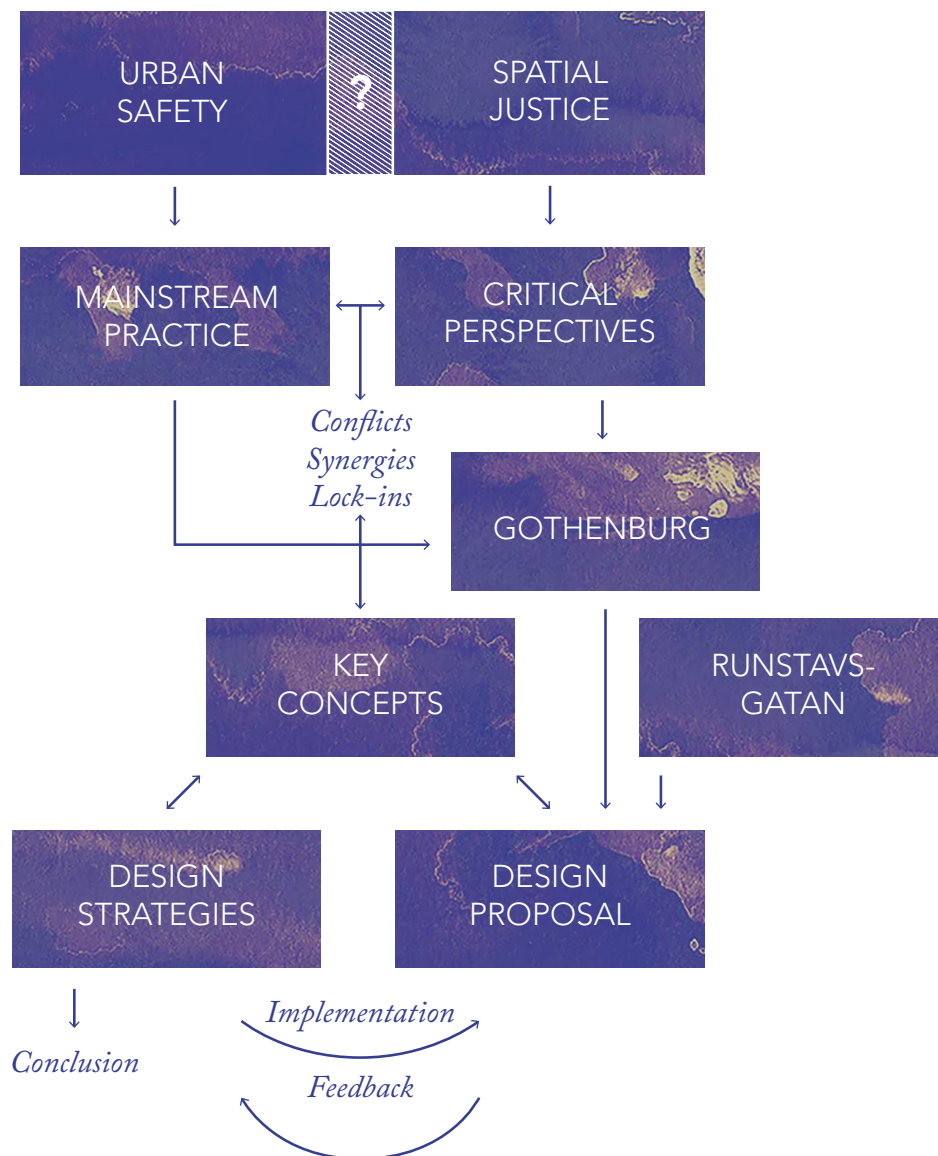 URBAN
SAFETY
?
SPATIAL
JUSTICE
MAINSTREAM
PRACTICE
CRITICAL
PERSPECTIVES
Conflicts
Synergies
Lock-ins
GOTHENBURG
KEY
CONCEPTS
RUNSTAVS-
GATAN
DESIGN
STRATEGIES
DESIGN
PROPOSAL
Implementation
Conclusion
Feedback